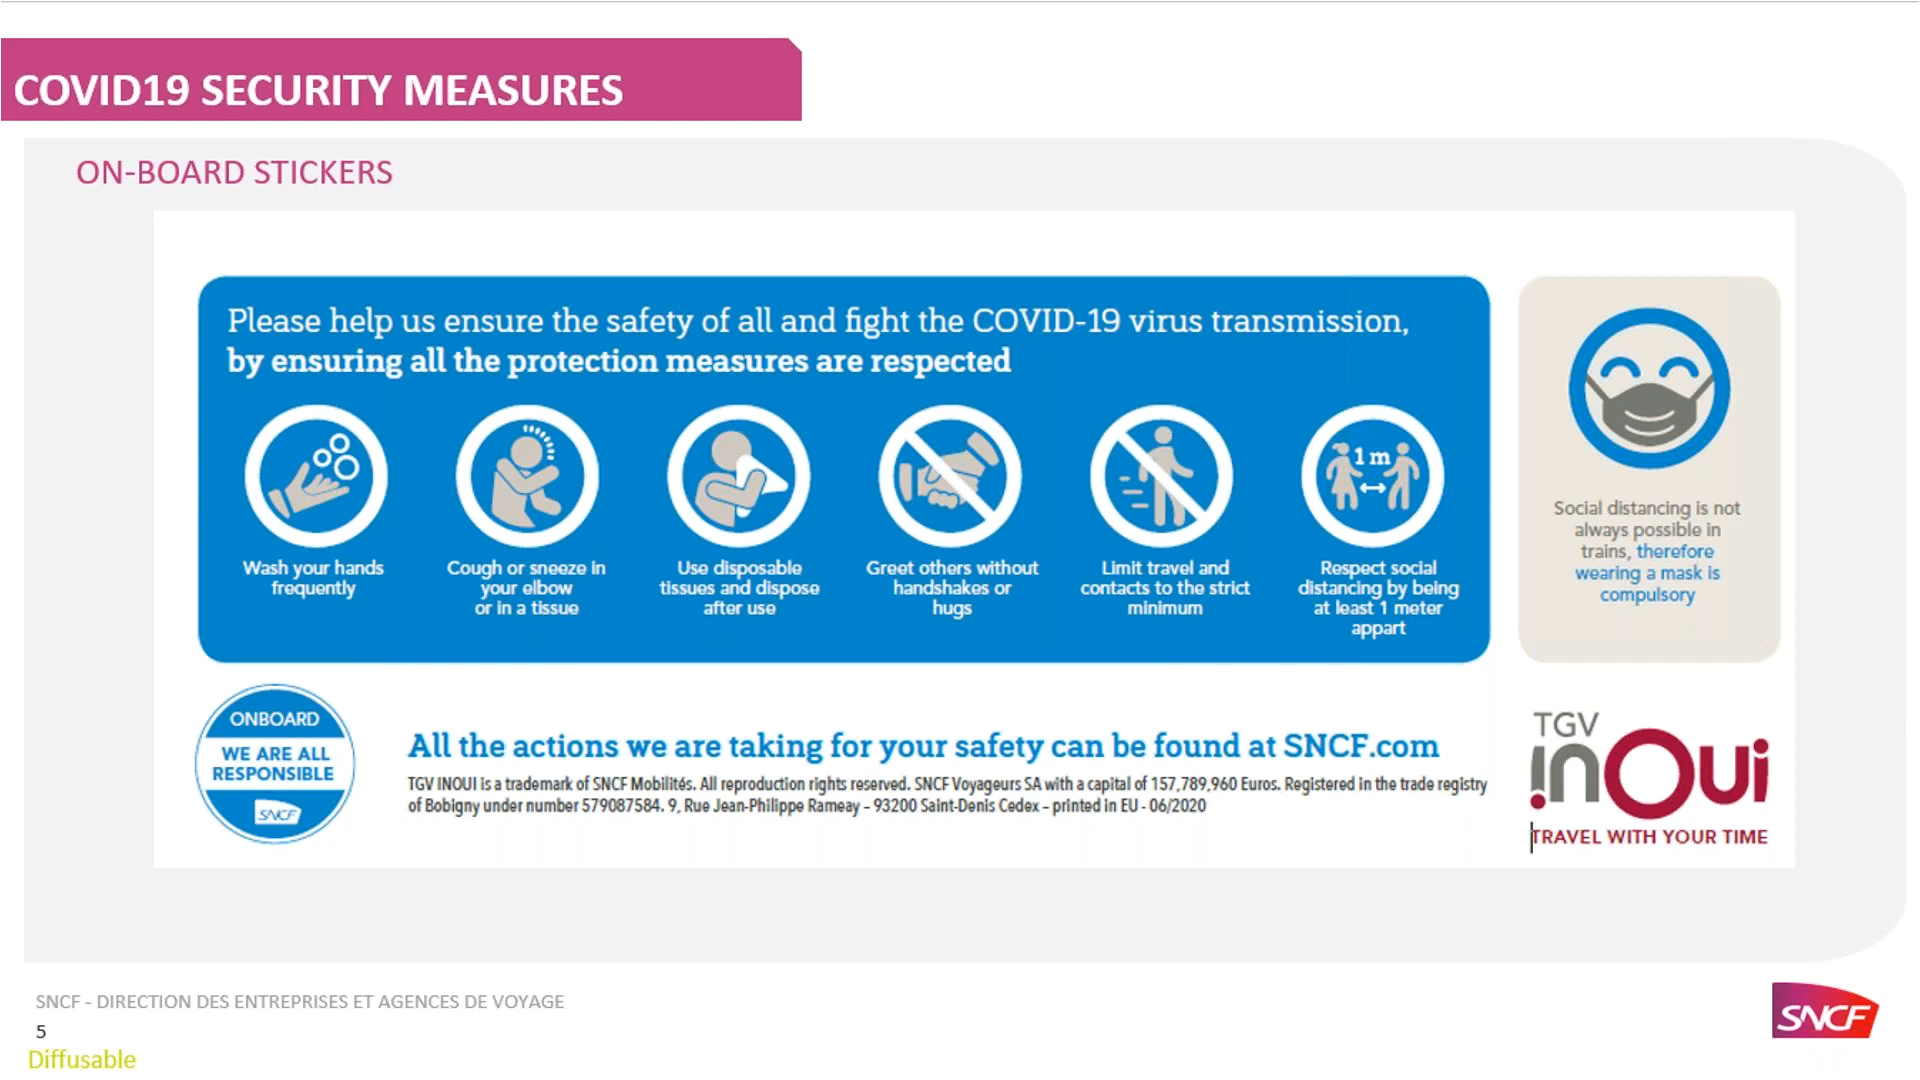 COVID19 SECURITY MEASURES
ON-BOARD STICKERS
Please help us ensure the safety of all and fight the COVID-19 virus transmission,
by ensuring all the protection measures are respected
1 m
Wash your hands
frequently
Cough or sneeze in
your elbow
or in a tissue
Use disposable
tissues and dispose
after use
Greet others without
handshakes or
hugs
Limit travel and
contacts to the strict
minimum
Respect social
distancing by being
at least 1 meter
appart
Social distancing is not
always possible in
trains, therefore
wearing a mask is
compulsory
ONBOARD
WE ARE ALL
RESPONSIBLE
SNCF
All the actions we are taking for your safety can be found at SNCF.com
TGV INOUI is a trademark of SNCF Mobilités. All reproduction rights reserved. SNCF Voyageurs SA with a capital of 157,789,960 Euros. Registered in the trade registry
of Bobigny under number 579087584. 9, Rue Jean-Philippe Rameay – 93200 Saint-Denis Cedex – printed in EU - 06/2020
TGV
inOui
TRAVEL WITH YOUR TIME
SNCF - DIRECTION DES ENTREPRISES ET AGENCES DE VOYAGE
5
Diffusable
SNCF